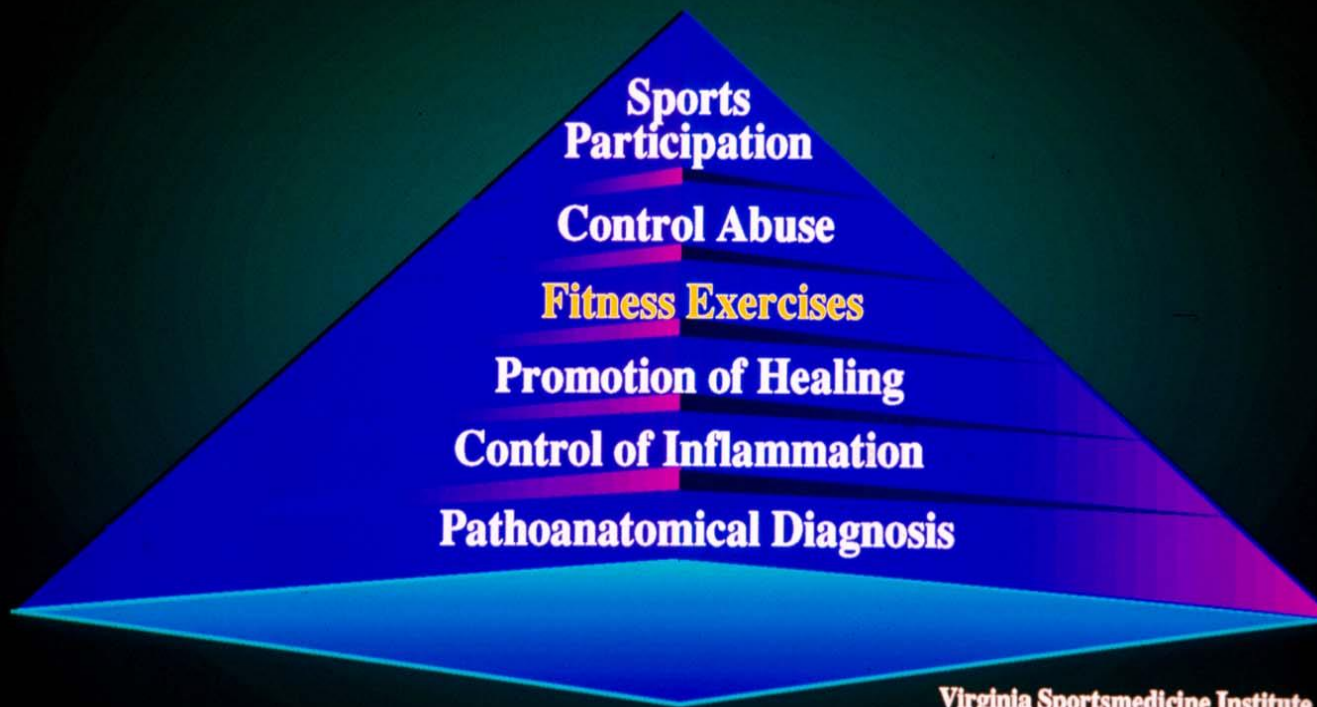 Sports
Participation
Control Abuse
Fitness Exercises
Promotion of Healing
Control of Inflammation
Pathoanatomical Diagnosis
Virginia Sportsmedicine Institute